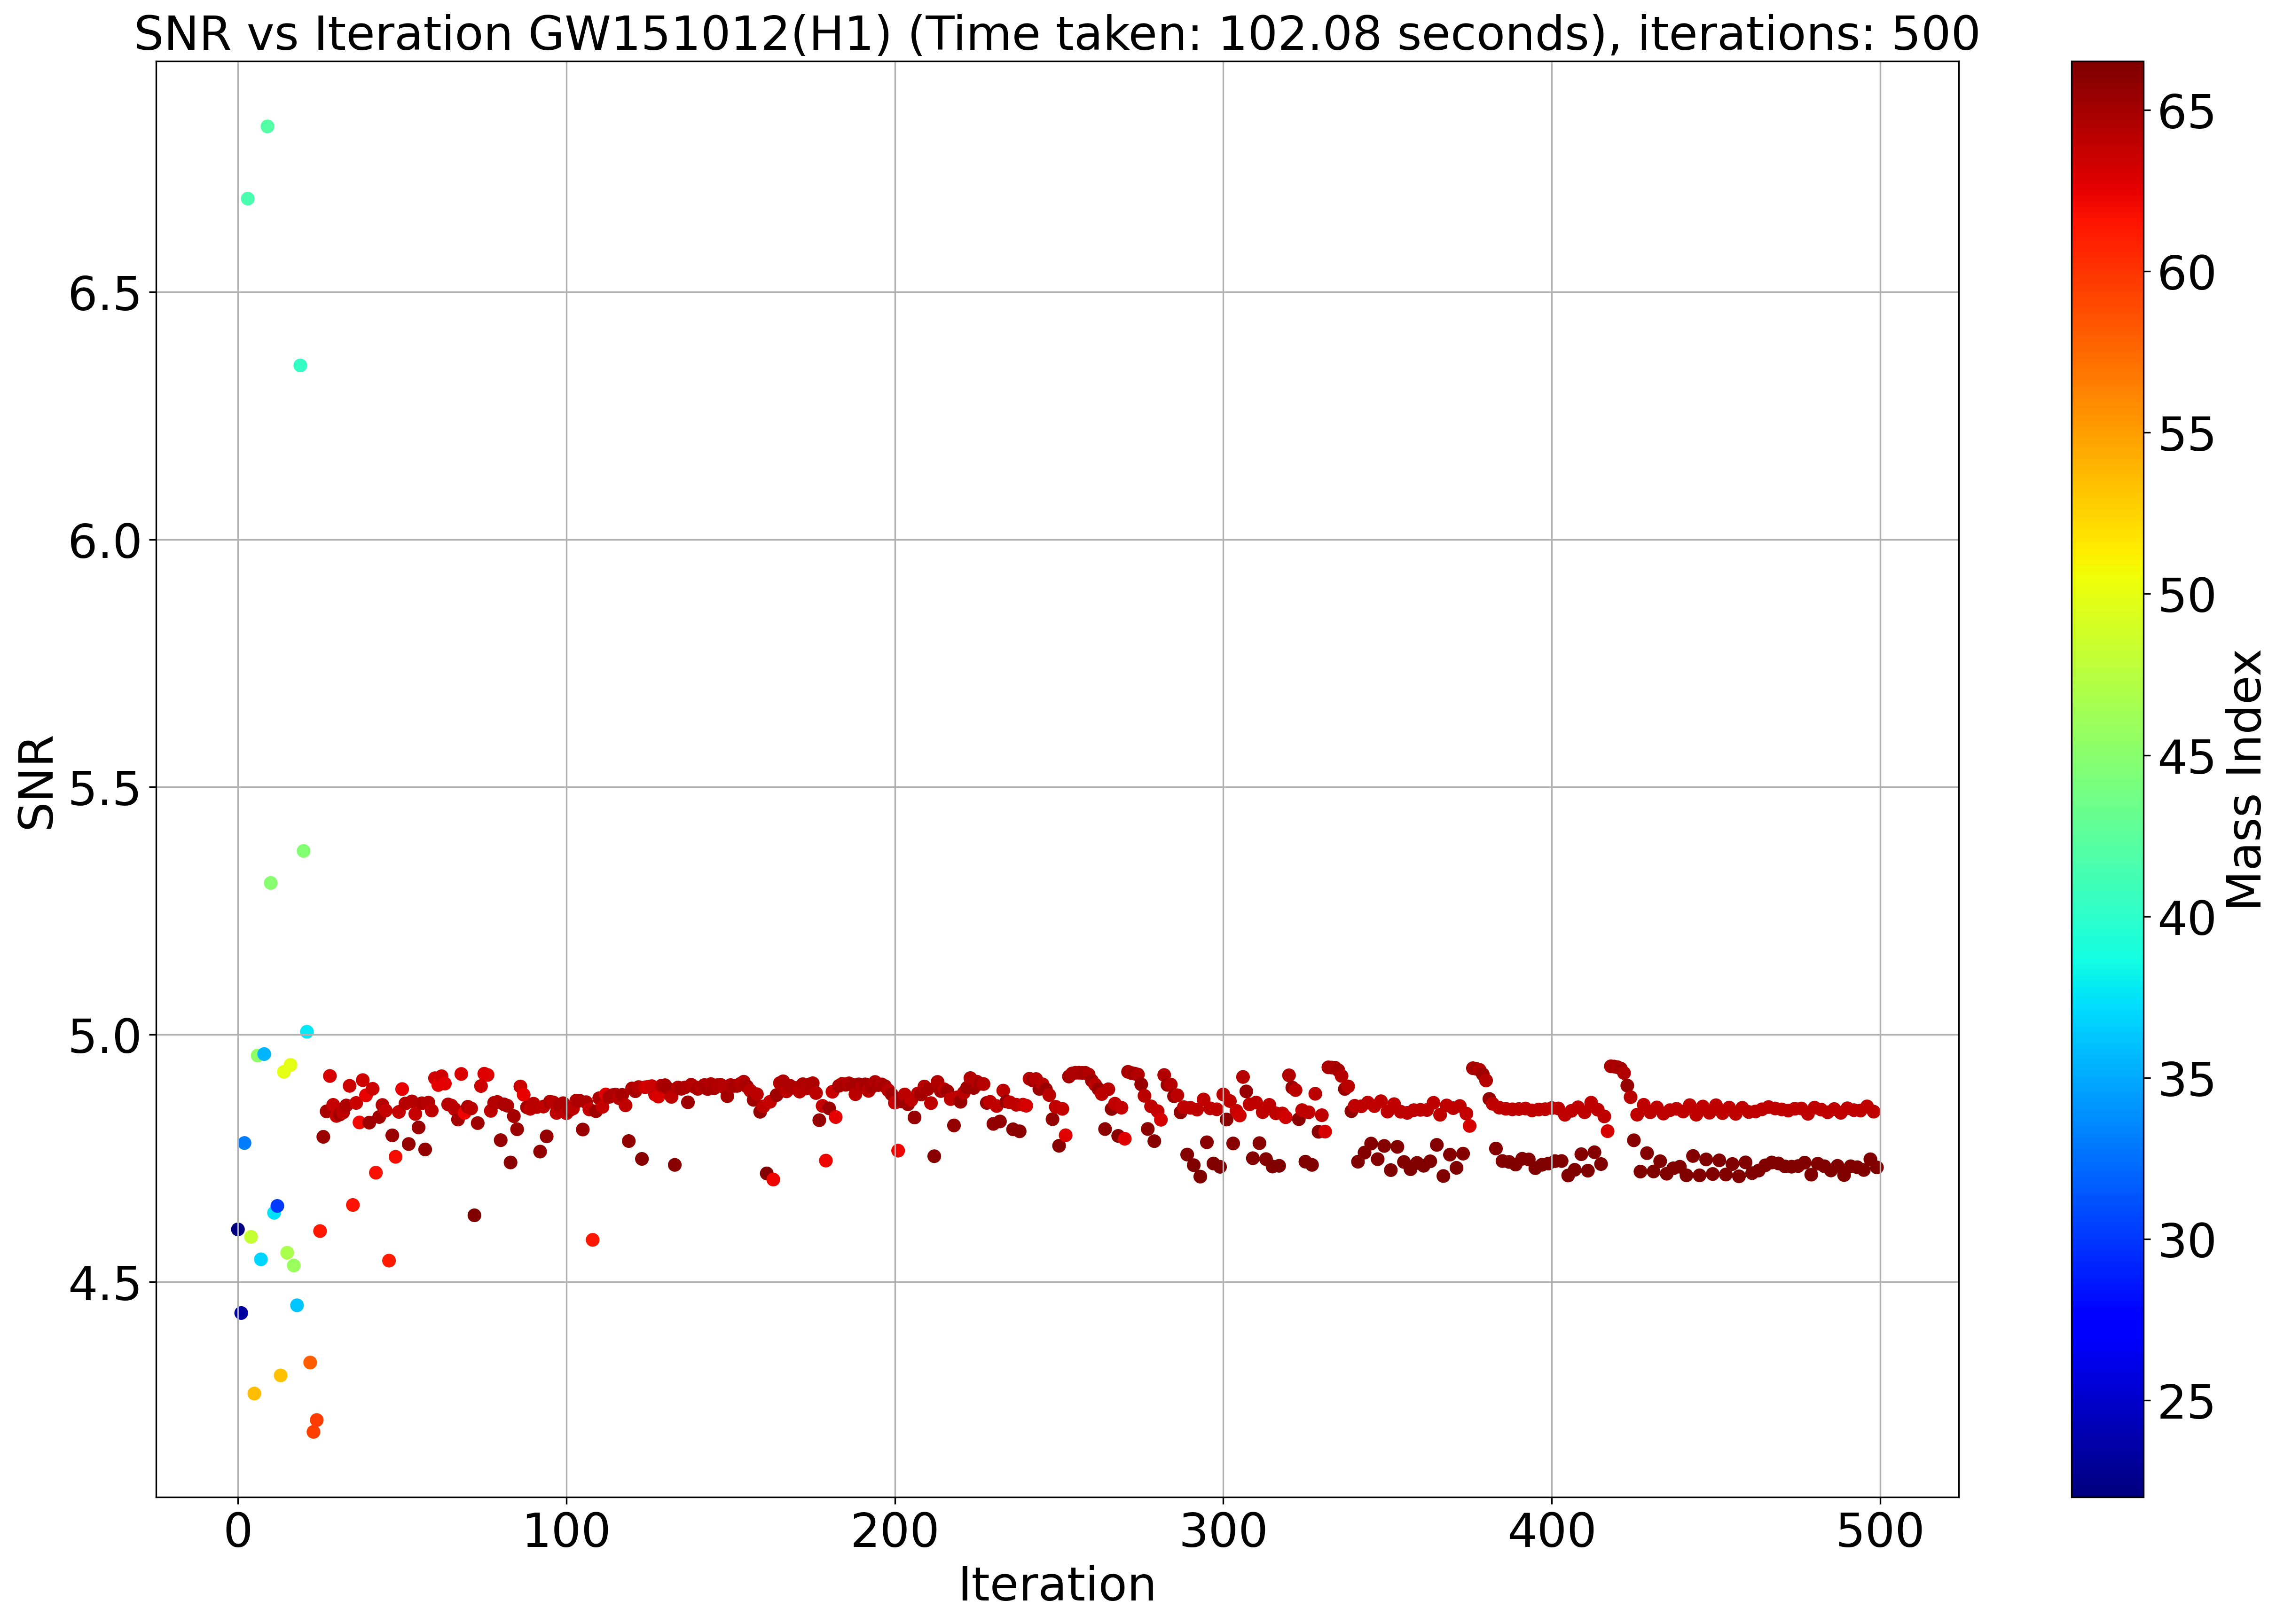 SNR vs Iteration GW151012(H1) (Time taken: 102.08 seconds), iterations: 500
SNR
6.5
6.0
5.5
5.0
4.5
0 100 200 300 400 500
Iteration
65
60
55
50
45
40
35
30
25
Mass Index